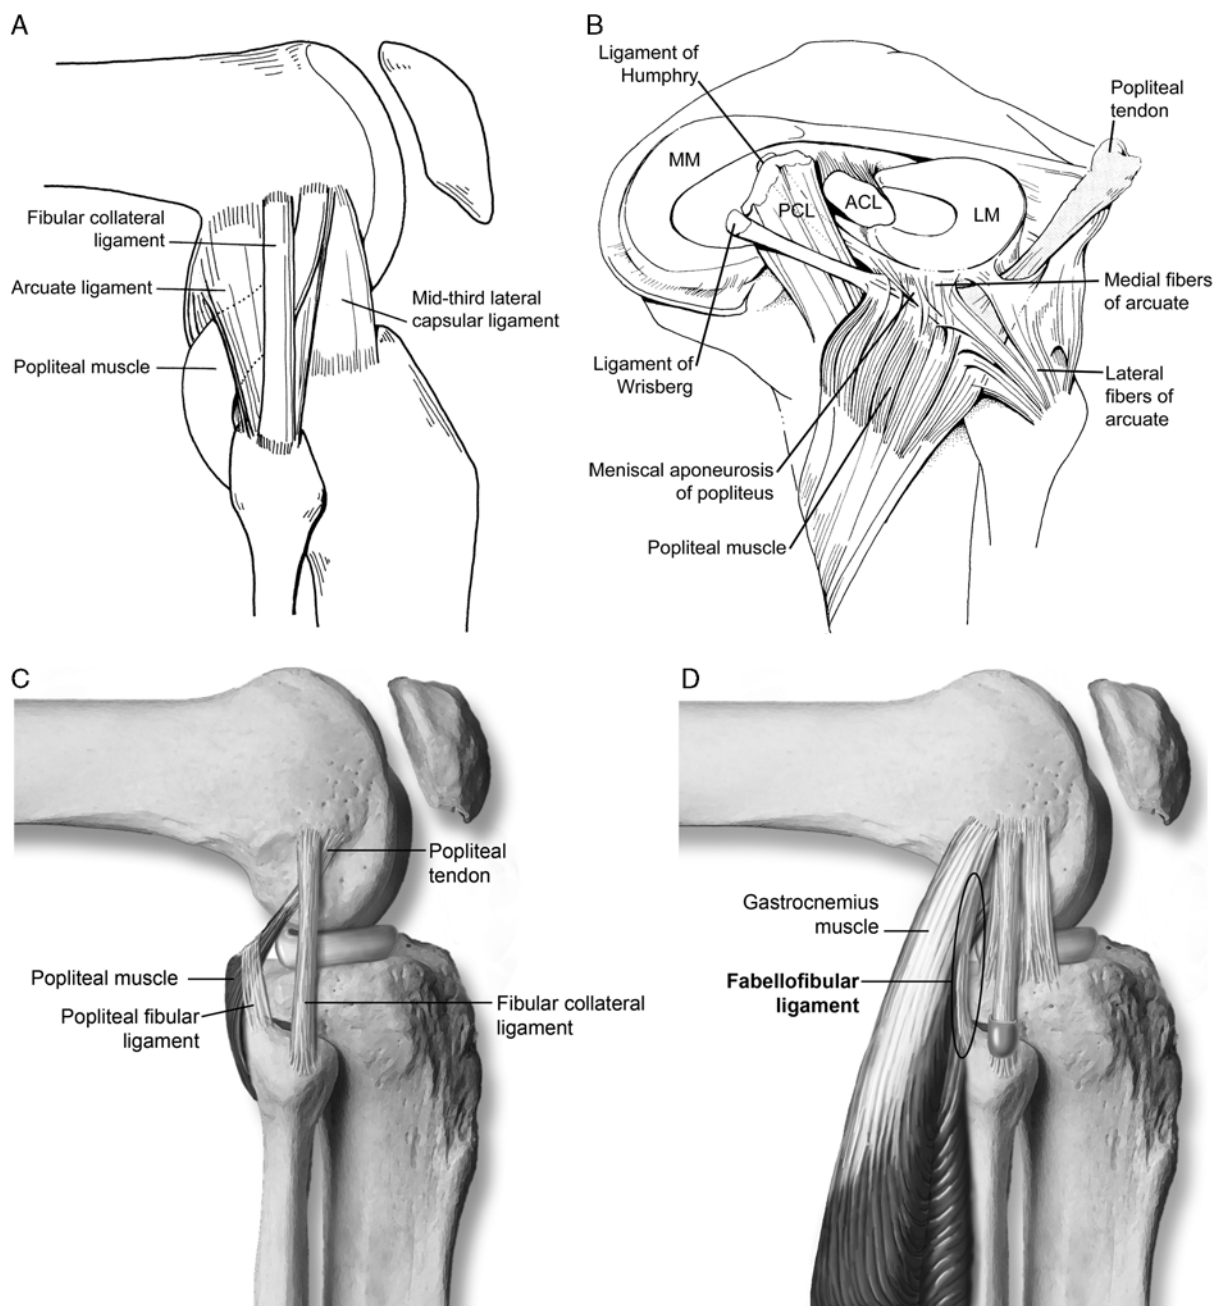 A
Fibular collateral
ligament
Arcuate ligament
Popliteal muscle
Mid-third lateral
capsular ligament
B
Ligament of
Humphry
Popliteal
tendon
MM
PCL
ACL
LM
Medial fibers
of arcuate
Ligament of
Wrisberg
Lateral
fibers of
arcuate
Meniscal aponeurosis
of popliteus
Popliteal muscle
C
Popliteal
tendon
Popliteal muscle
Popliteal fibular
ligament
Fibular collateral
ligament
D
Gastrocnemius
muscle
Fabellofibular
ligament